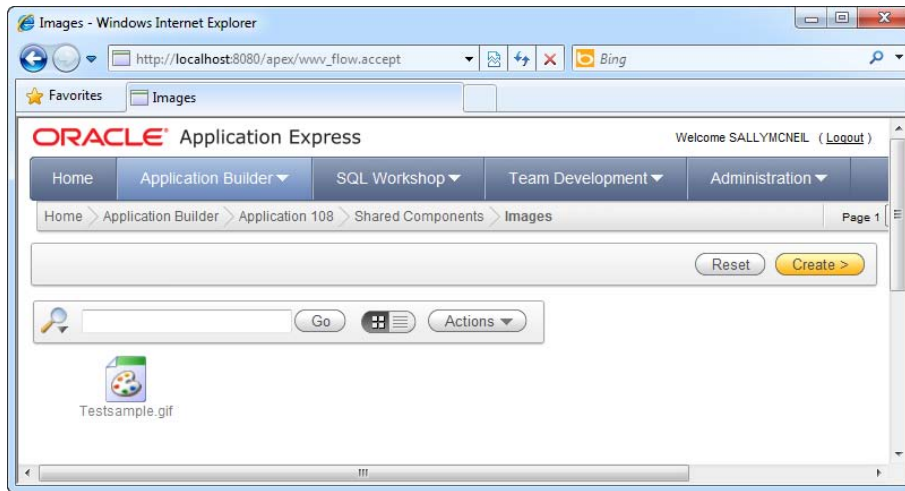 Images - Windows Internet Explorer
http://localhost:8080/apex/wwv_flow.accept
Bing
Favorites
Images
ORACLE Application Express
Welcome SALLYMCNEIL ( Logout )
Home Application Builder SQL Workshop Team Development Administration
Home Application Builder Application 108 Shared Components Images Page 1
Reset Create >
Go Actions
Testsample.gif